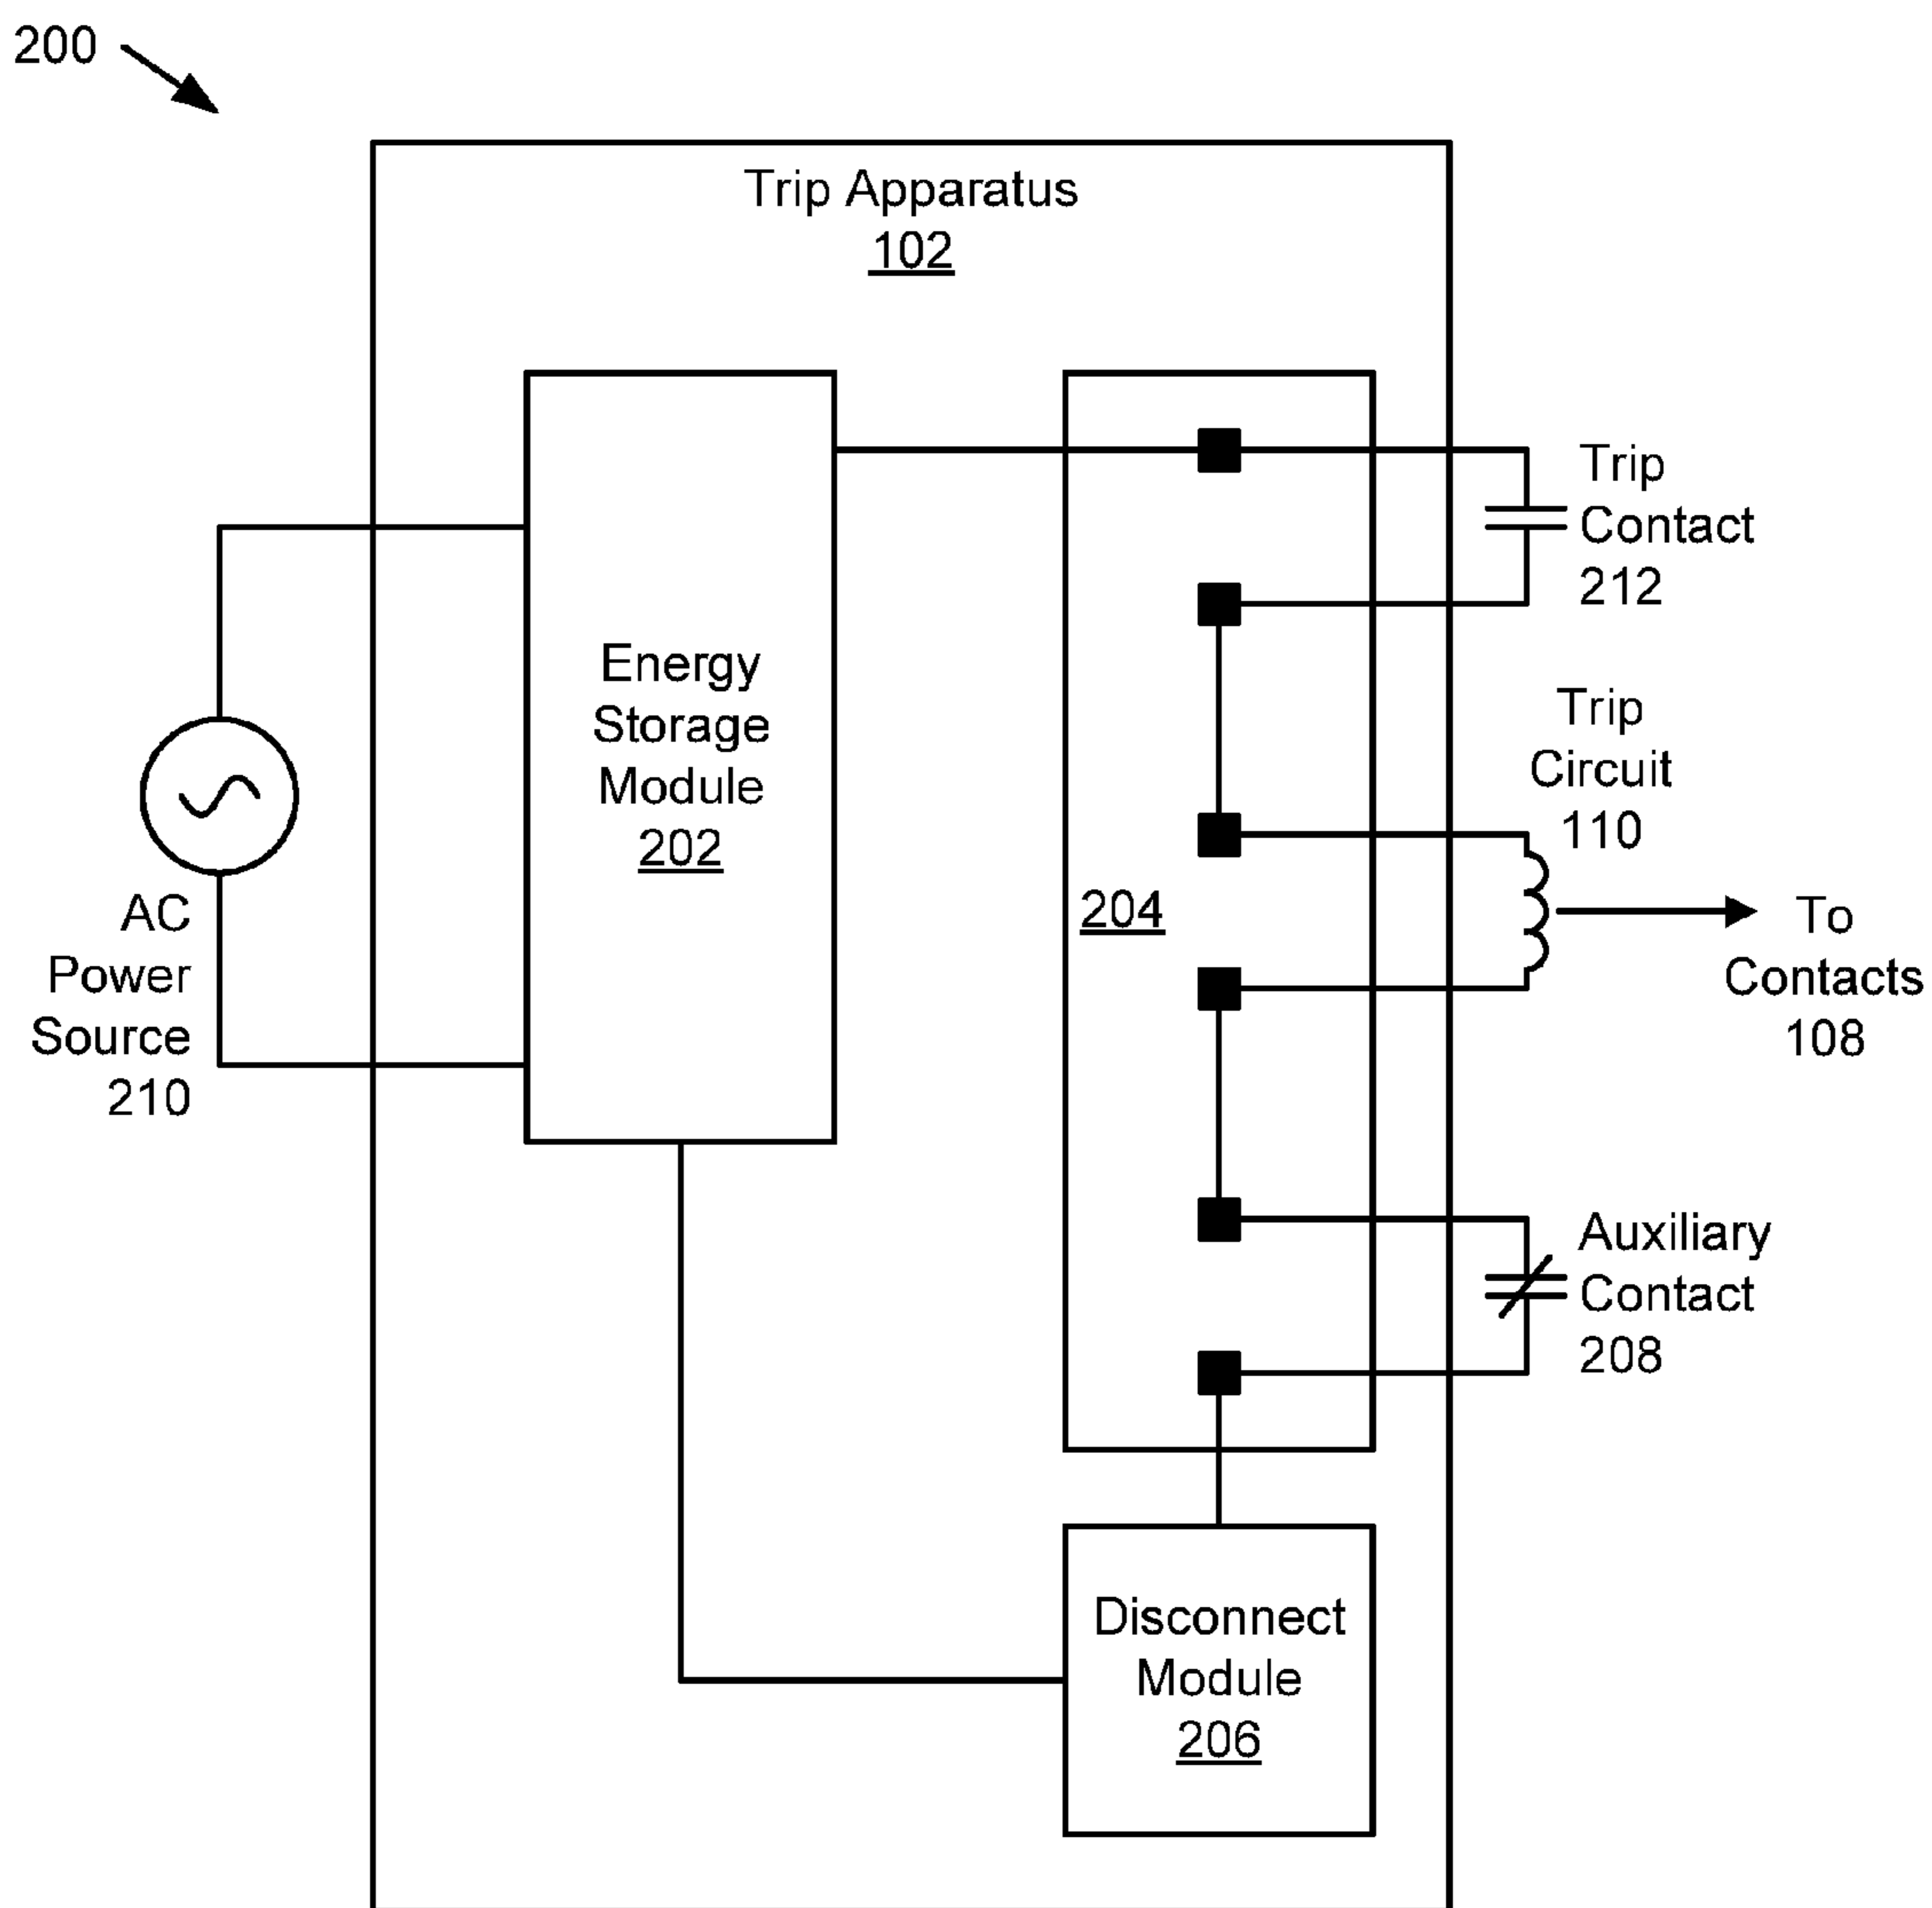 200
Trip Apparatus
102
Energy
Storage
Module
202
204
Trip
Contact
212
Trip
Circuit
110
To
Contacts
108
AC
Power
Source
210
Auxiliary
Contact
208
Disconnect
Module
206